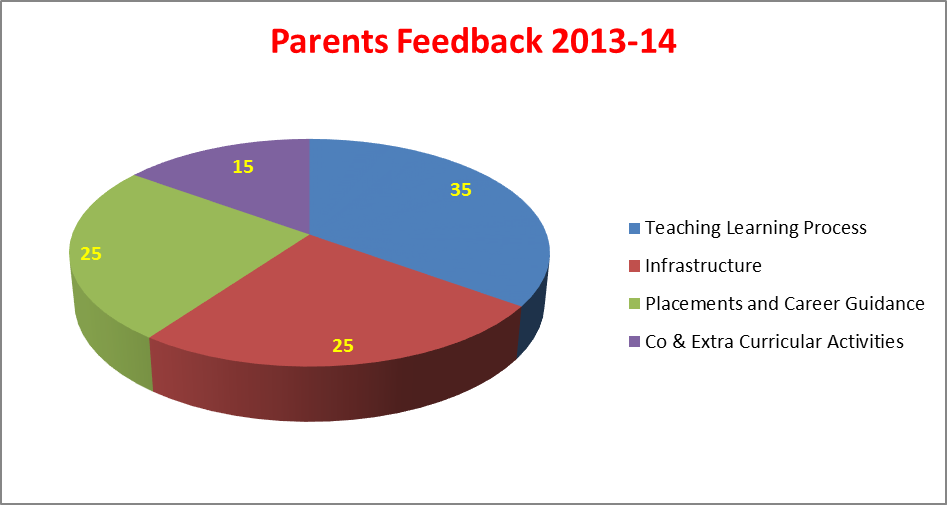 Parents Feedback 2013-14
15
35
25
25
Teaching Learning Process
Infrastructure
Placements and Career Guidance
Co & Extra Curricular Activities